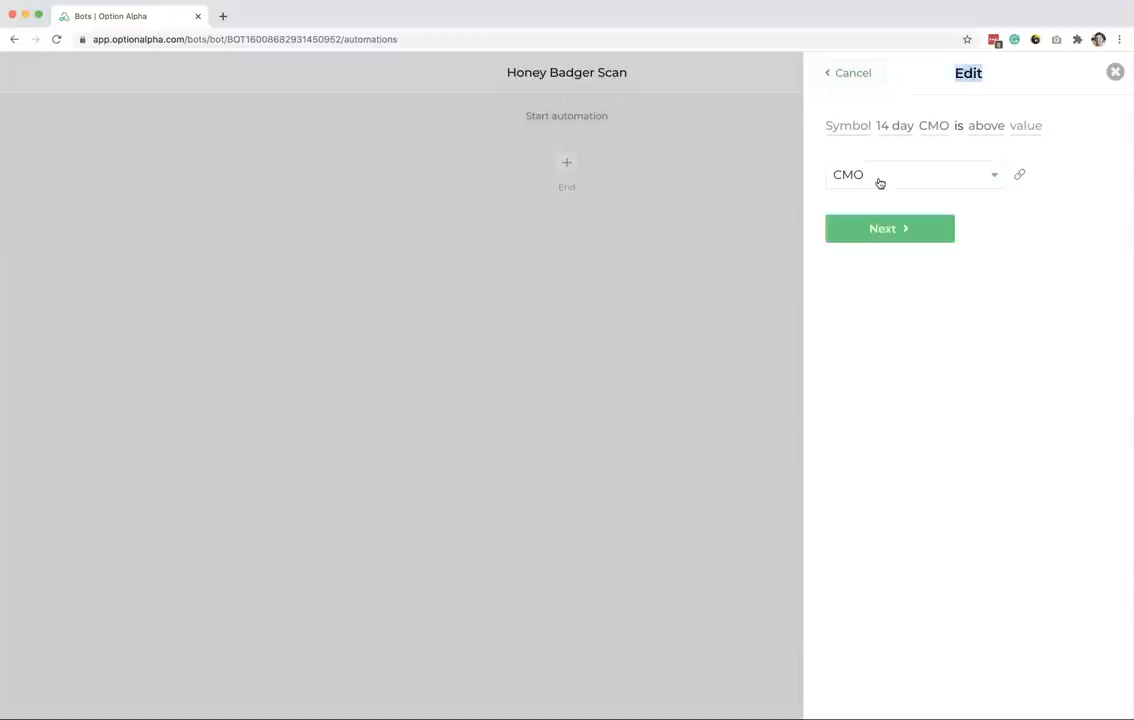 Bots | Option Alpha
app.optionalpha.com/bots/bot/BOT16008682931450952/automations
Honey Badger Scan
Cancel
Edit
Start automation
End
Symbol 14 day CMO is above value
CMO
Next